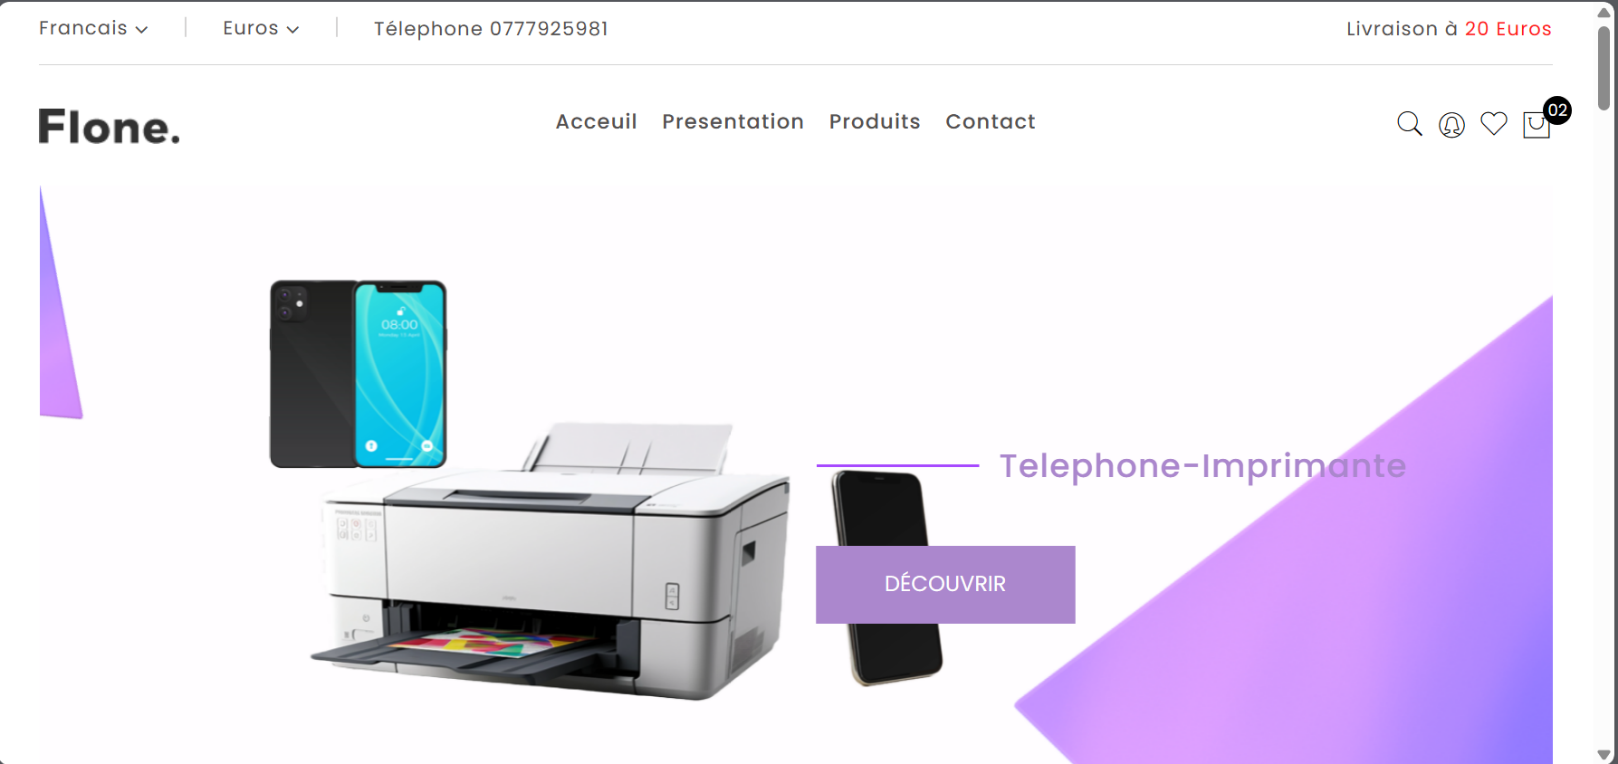 Francais
Euros
Télephone 0777925981
Livraison à 20 Euros
Flone.
Acceuil
Presentation
Produits
Contact
02
08:00
Telephone-Imprimante
DÉCOUVRIR